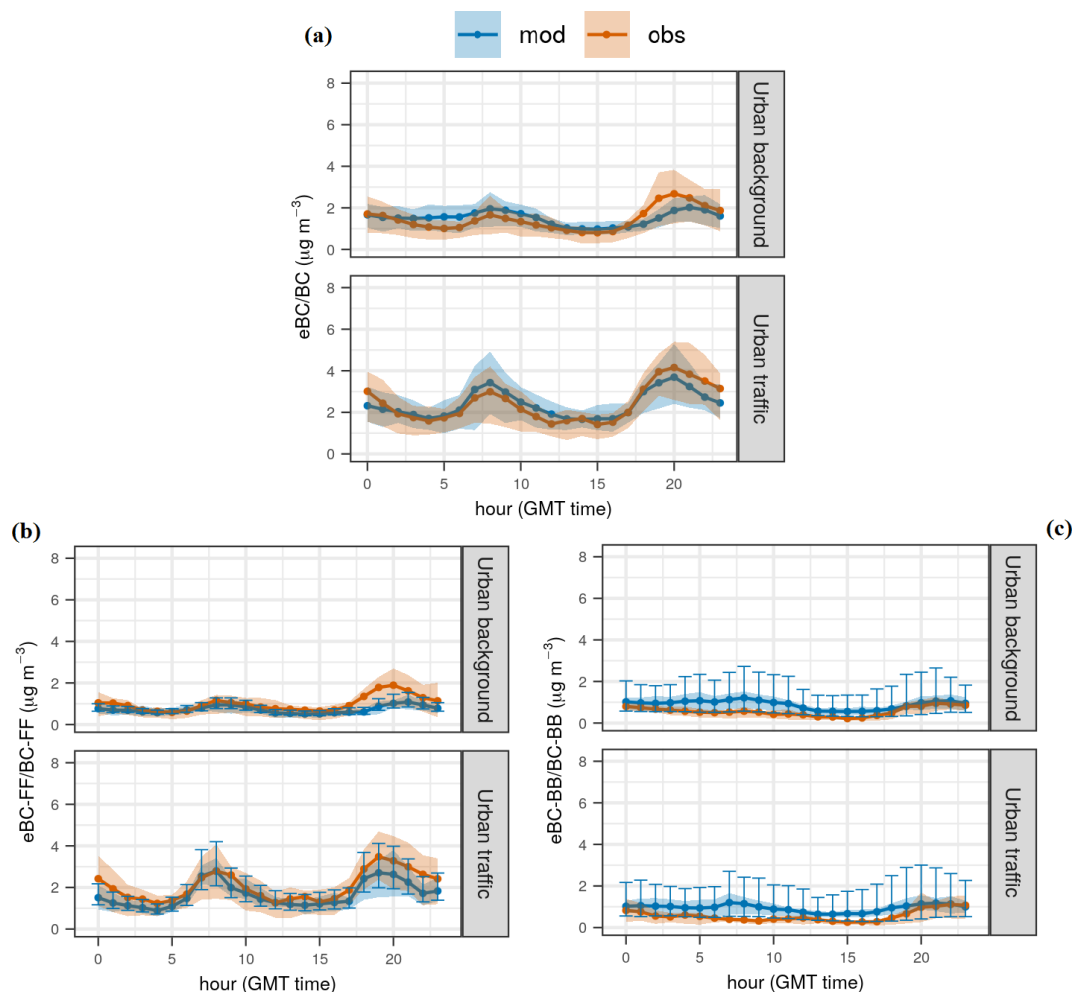 (a)
mod obs
8
6
4
2
0
Urban background
eBC/BC (μg m⁻³)
8
6
4
2
0
Urban traffic
0 5 10 15 20
hour (GMT time)
(b)
8
6
4
2
0
Urban background
eBC-FF/BC-FF (μg m⁻³)
8
6
4
2
0
Urban traffic
0 5 10 15 20
hour (GMT time)
(c)
8
6
4
2
0
Urban background
eBC-BB/BC-BB (μg m⁻³)
8
6
4
2
0
Urban traffic
0 5 10 15 20
hour (GMT time)